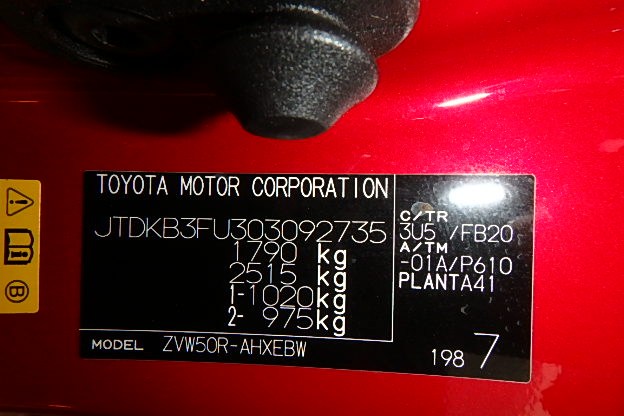 TOYOTA MOTOR CORPORATION
JTDKB3FU303092735
1790 kg
2515 kg
1-1020kg
2- 975kg
C/TR
3U5 /FB20
A/TM
-01A/P610
PLANTA41
MODEL ZVW50R-AHXEBW
198 7
B